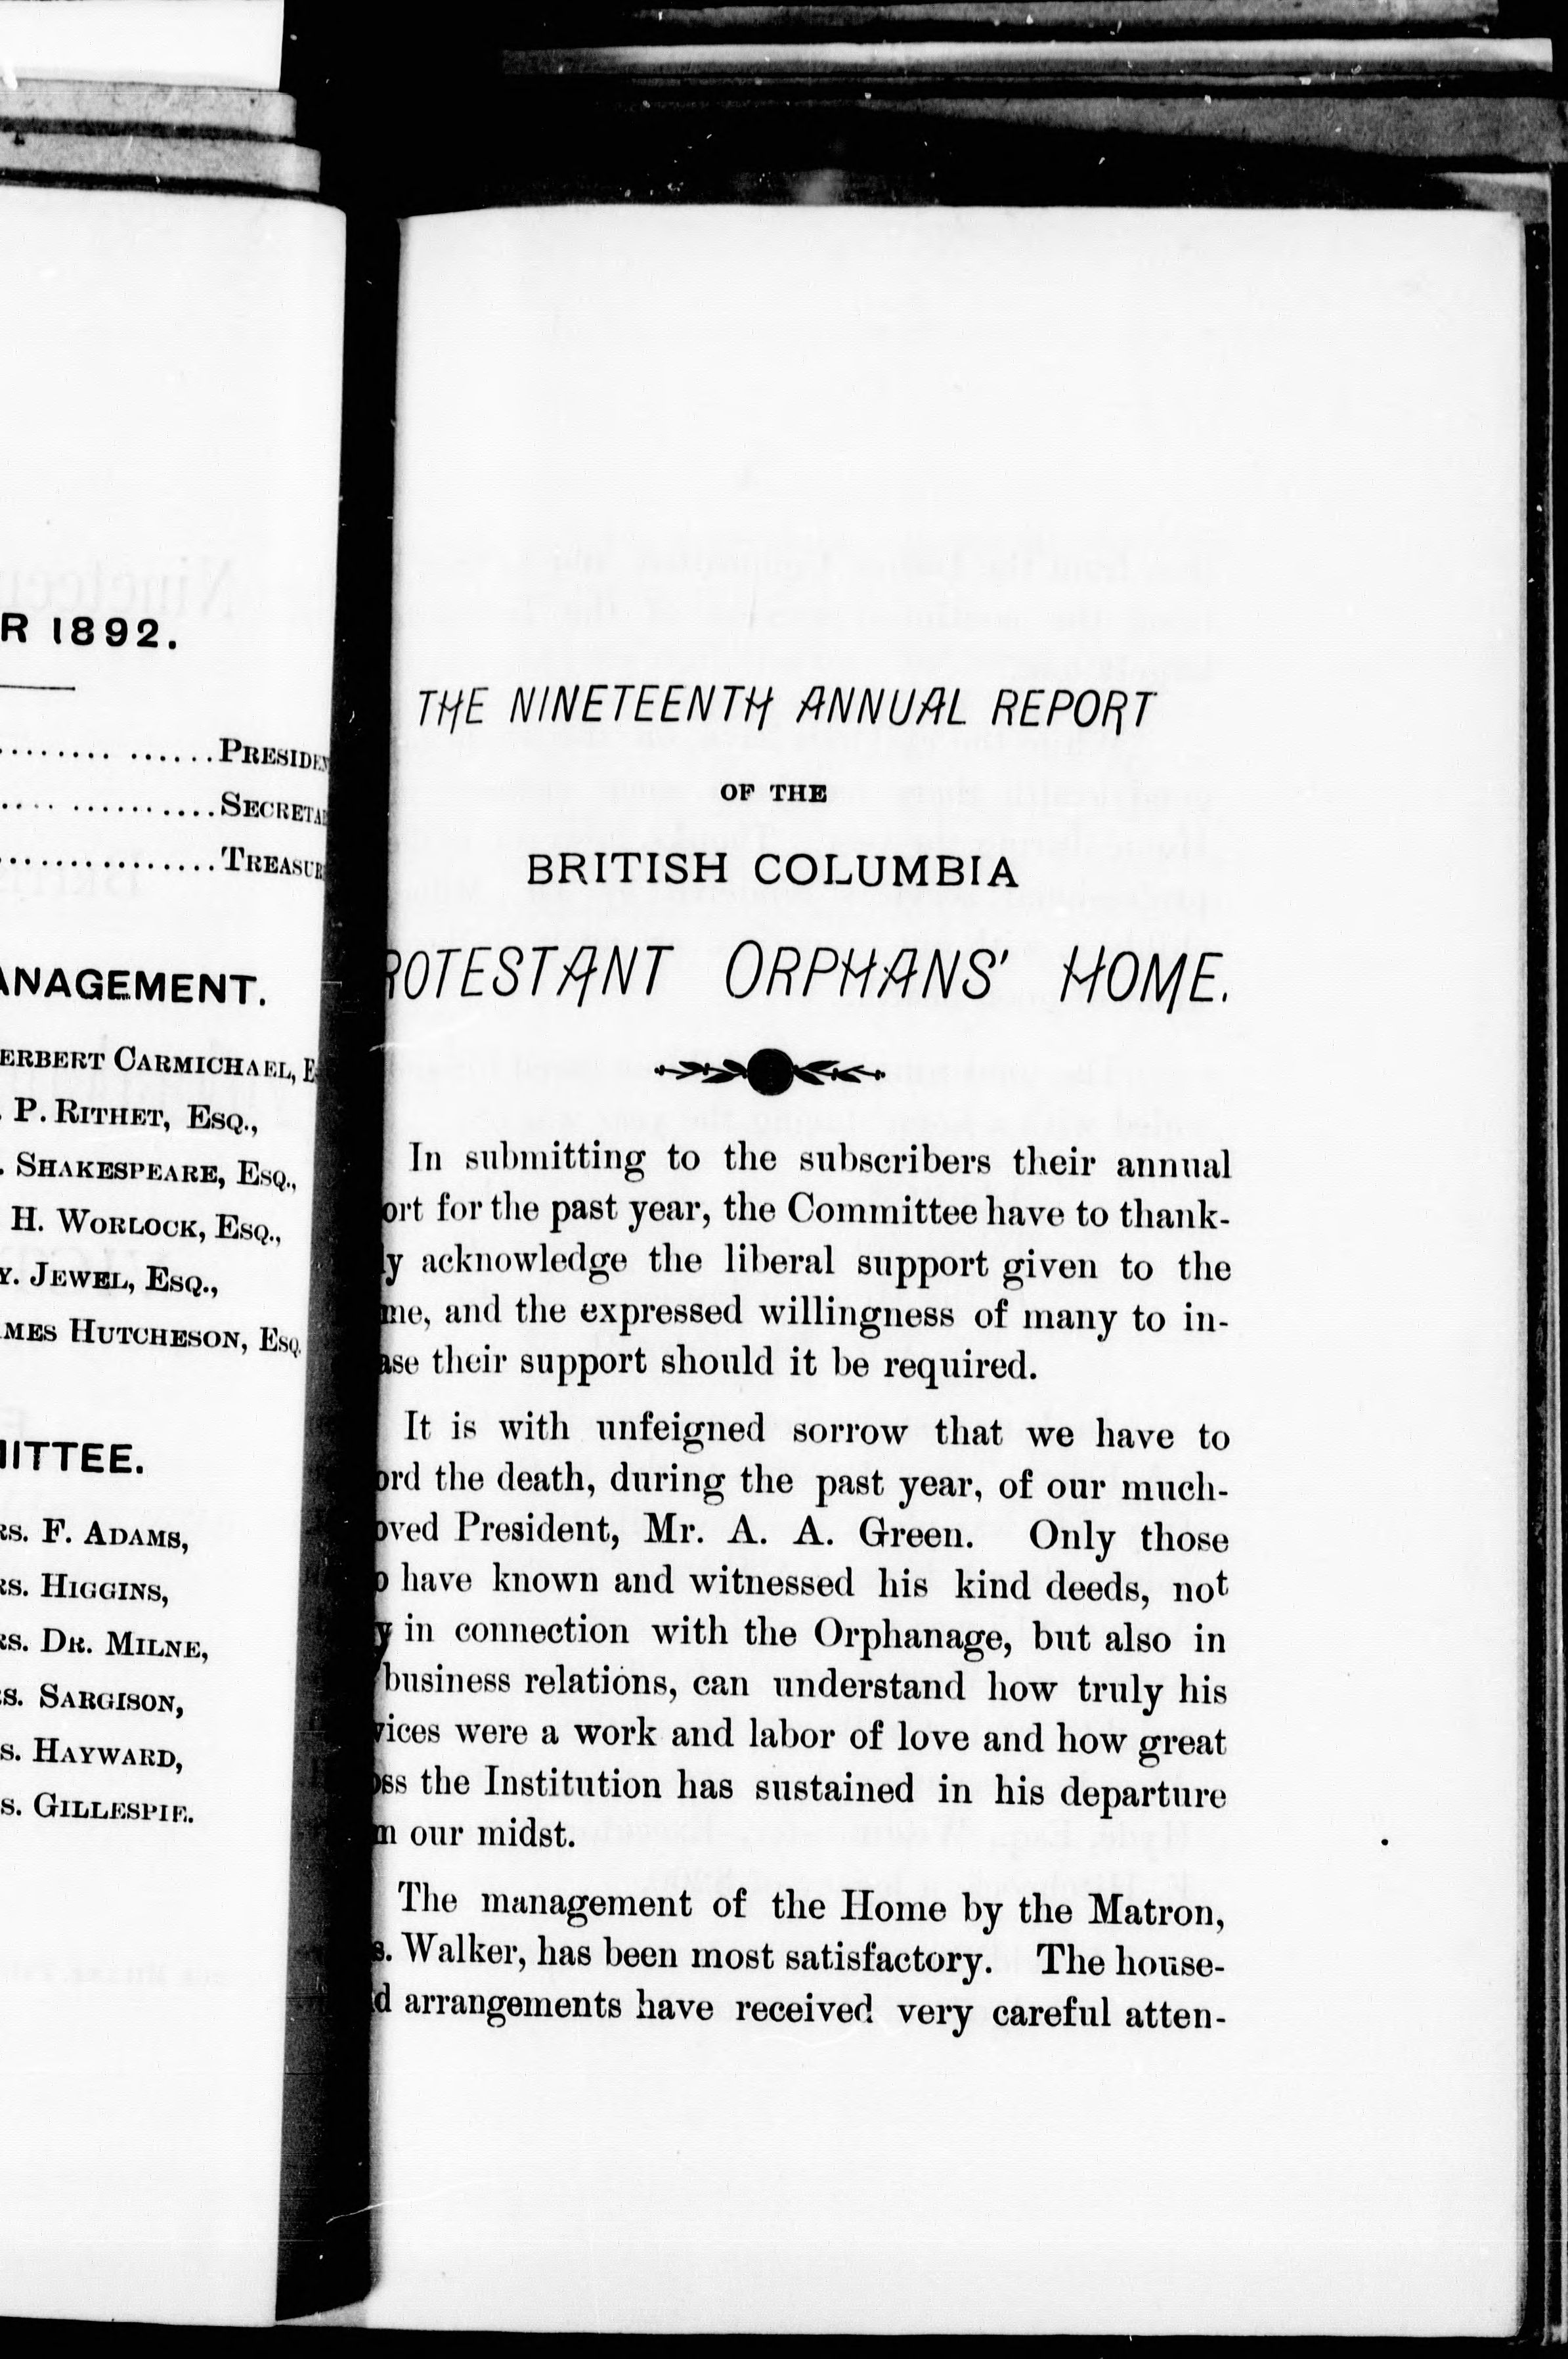 R 1892.
PRESIDEN
SECRETA
TREASUR
ANAGEMENT.
ERBERT CARMICHAEL, E
P. RITHET, ESQ.,
. SHAKESPEARE, ESQ.,
H. WORLOCK, ESQ.,
Y. JEWEL, ESQ.,
MES HUTCHESON, ESQ.
MITTEE.
RS. F. ADAMS,
RS. HIGGINS,
RS. DR. MILNE,
RS. SARGISON,
S. HAYWARD,
S. GILLESPIE.
THE NINETEENTH ANNUAL REPORT
OF THE
BRITISH COLUMBIA
ROTESTANT ORPHANS' HOME.
In submitting to the subscribers their annual
ort for the past year, the Committee have to thank-
ly acknowledge the liberal support given to the
me, and the expressed willingness of many to in-
ase their support should it be required.
It is with unfeigned sorrow that we have to
ord the death, during the past year, of our much-
oved President, Mr. A. A. Green. Only those
o have known and witnessed his kind deeds, not
y in connection with the Orphanage, but also in
business relations, can understand how truly his
vices were a work and labor of love and how great
oss the Institution has sustained in his departure
m our midst.
The management of the Home by the Matron,
s. Walker, has been most satisfactory. The house-
d arrangements have received very careful atten-